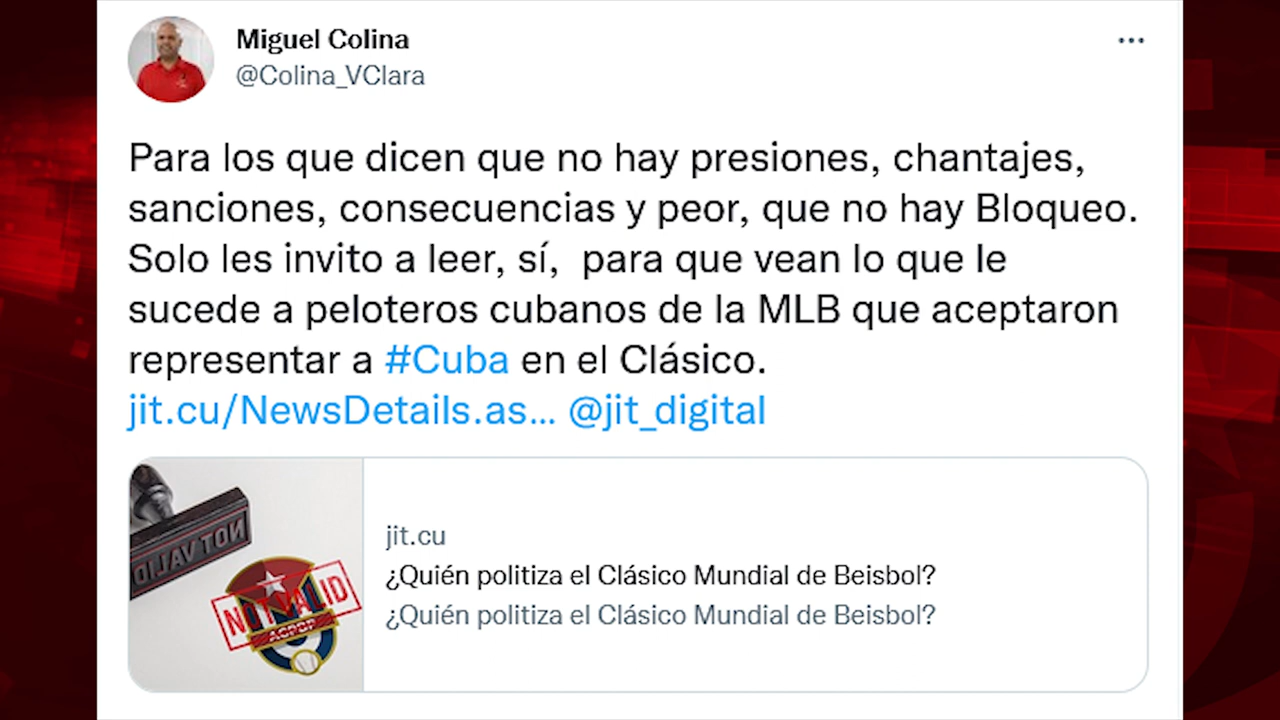 Miguel Colina
@Colina_VClara
Para los que dicen que no hay presiones, chantajes,
sanciones, consecuencias y peor, que no hay Bloqueo.
Solo les invito a leer, sí,  para que vean lo que le
sucede a peloteros cubanos de la MLB que aceptaron
representar a #Cuba en el Clásico.
jit.cu/NewsDetails.as... @jit_digital
NOT VALID
NOT VALID
ACPBP
jit.cu
¿Quién politiza el Clásico Mundial de Beisbol?
¿Quién politiza el Clásico Mundial de Beisbol?